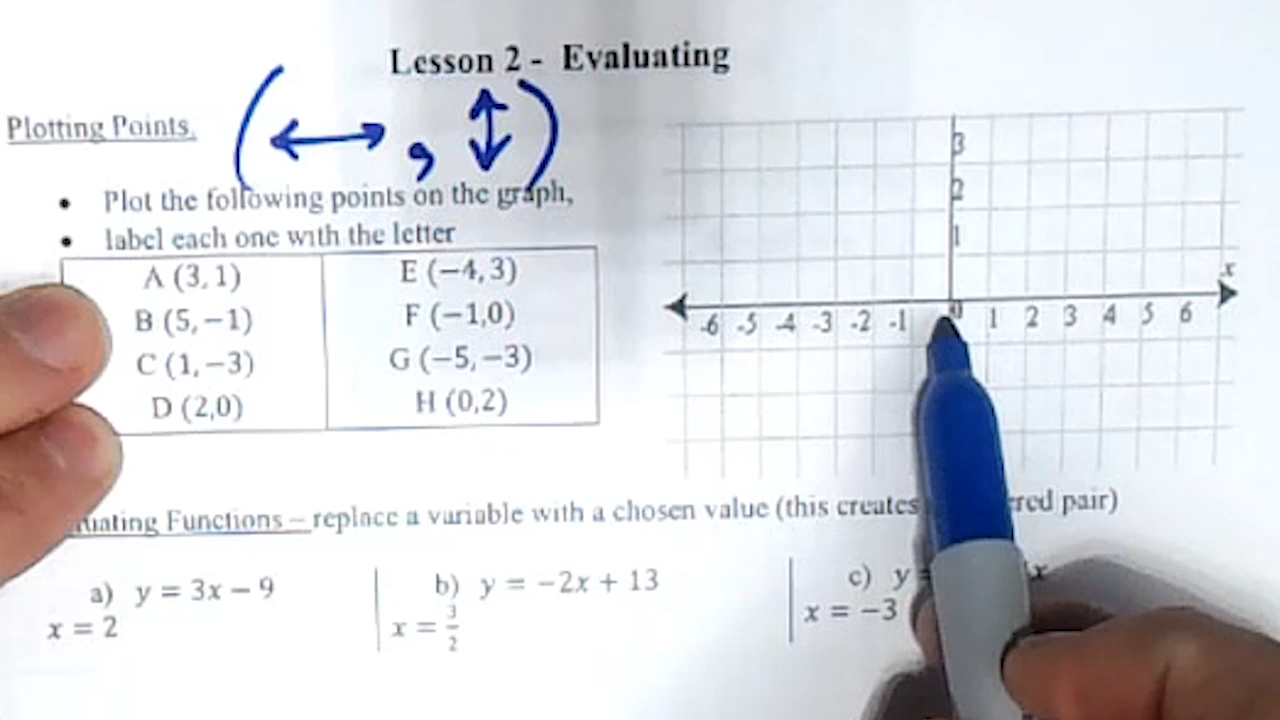 Lesson 2 - Evaluating
Plotting Points.
( ↔ , ↕ )
• Plot the following points on the graph,
• label each one with the letter
A (3,1) E (−4,3)
B (5,−1) F (−1,0)
C (1,−3) G (−5,−3)
D (2,0) H (0,2)
3
2
1
x
-6 -5 -4 -3 -2 -1 0 1 2 3 4 5 6
Functions – replace a variable with a chosen value (this creates pair)
a) y = 3x − 9 b) y = −2x + 13 c) y x
x = 2 x = 3/2 x = −3